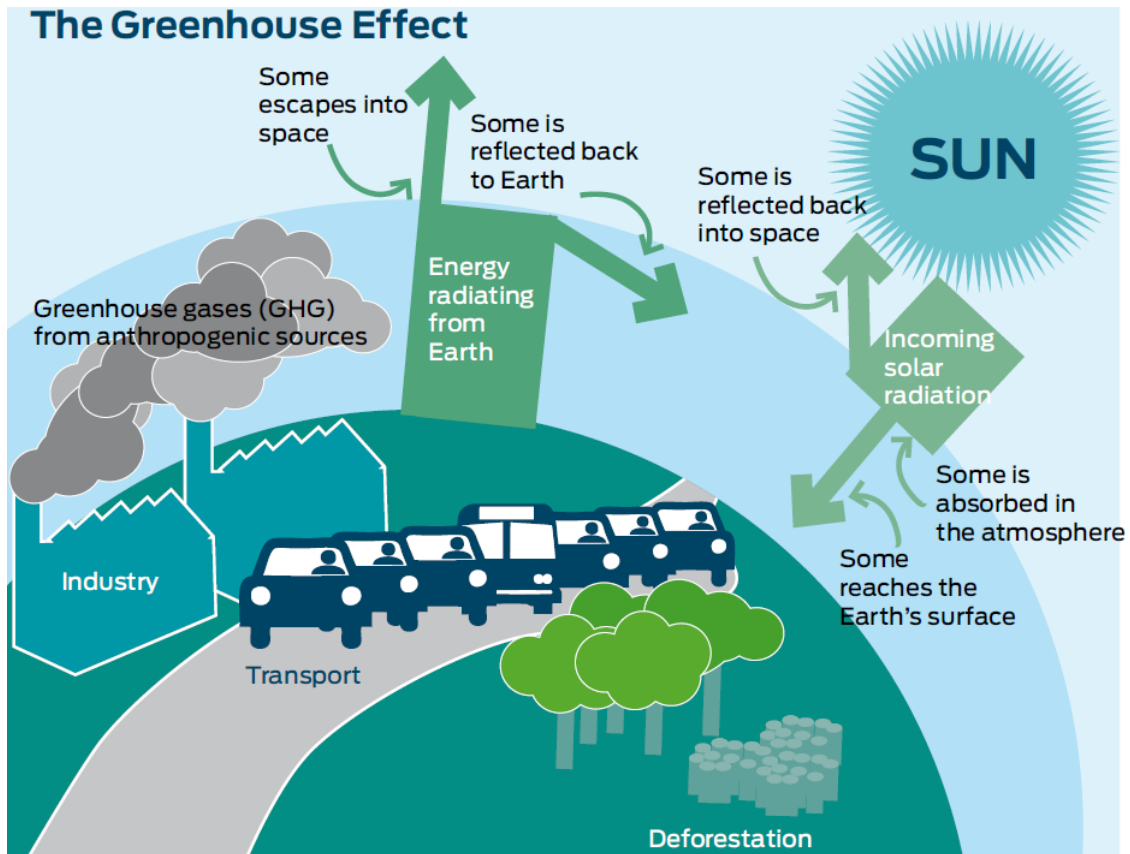 The Greenhouse Effect
Some
escapes into
space
Some is
reflected back
to Earth
Some is
reflected back
into space
SUN
Energy
radiating
from
Earth
Greenhouse gases (GHG)
from anthropogenic sources
Incoming
solar
radiation
Some is
absorbed in
the atmosphere
Some
reaches the
Earth's surface
Industry
Transport
Deforestation